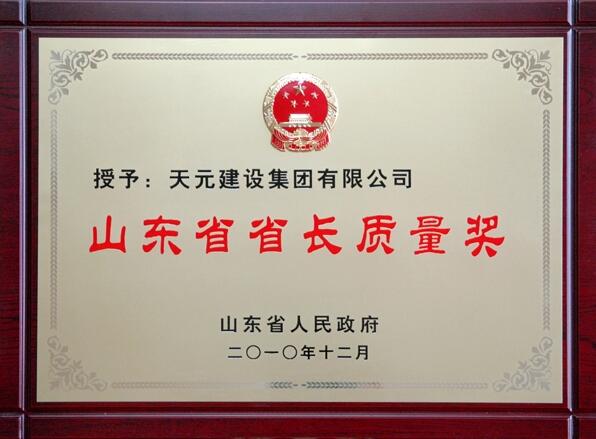 授予：天元建设集团有限公司
山东省省长质量奖
山东省人民政府
二〇一〇年十二月